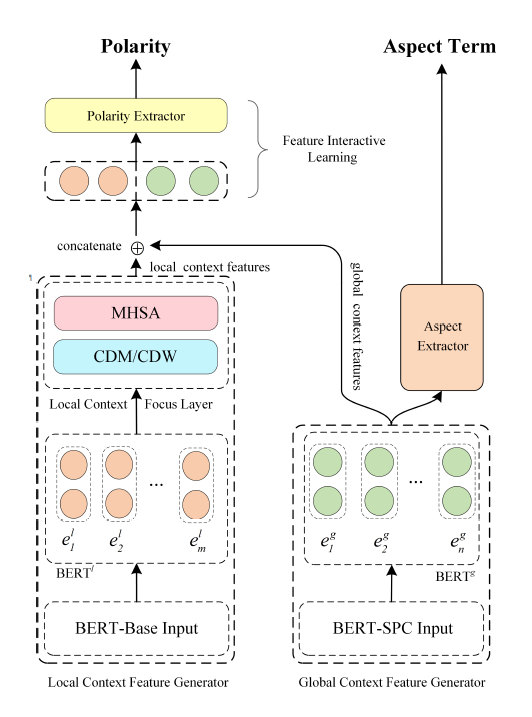 Polarity
Aspect Term
Polarity Extractor
Feature Interactive
Learning
concatenate
local context features
global context features
¶
MHSA
CDM/CDW
Local Context Focus Layer
Aspect
Extractor
...
e₁ˡ e₂ˡ eₘˡ
BERTˡ
...
e₁ᵍ e₂ᵍ eₙᵍ
BERTᵍ
BERT-Base Input
BERT-SPC Input
Local Context Feature Generator
Global Context Feature Generator